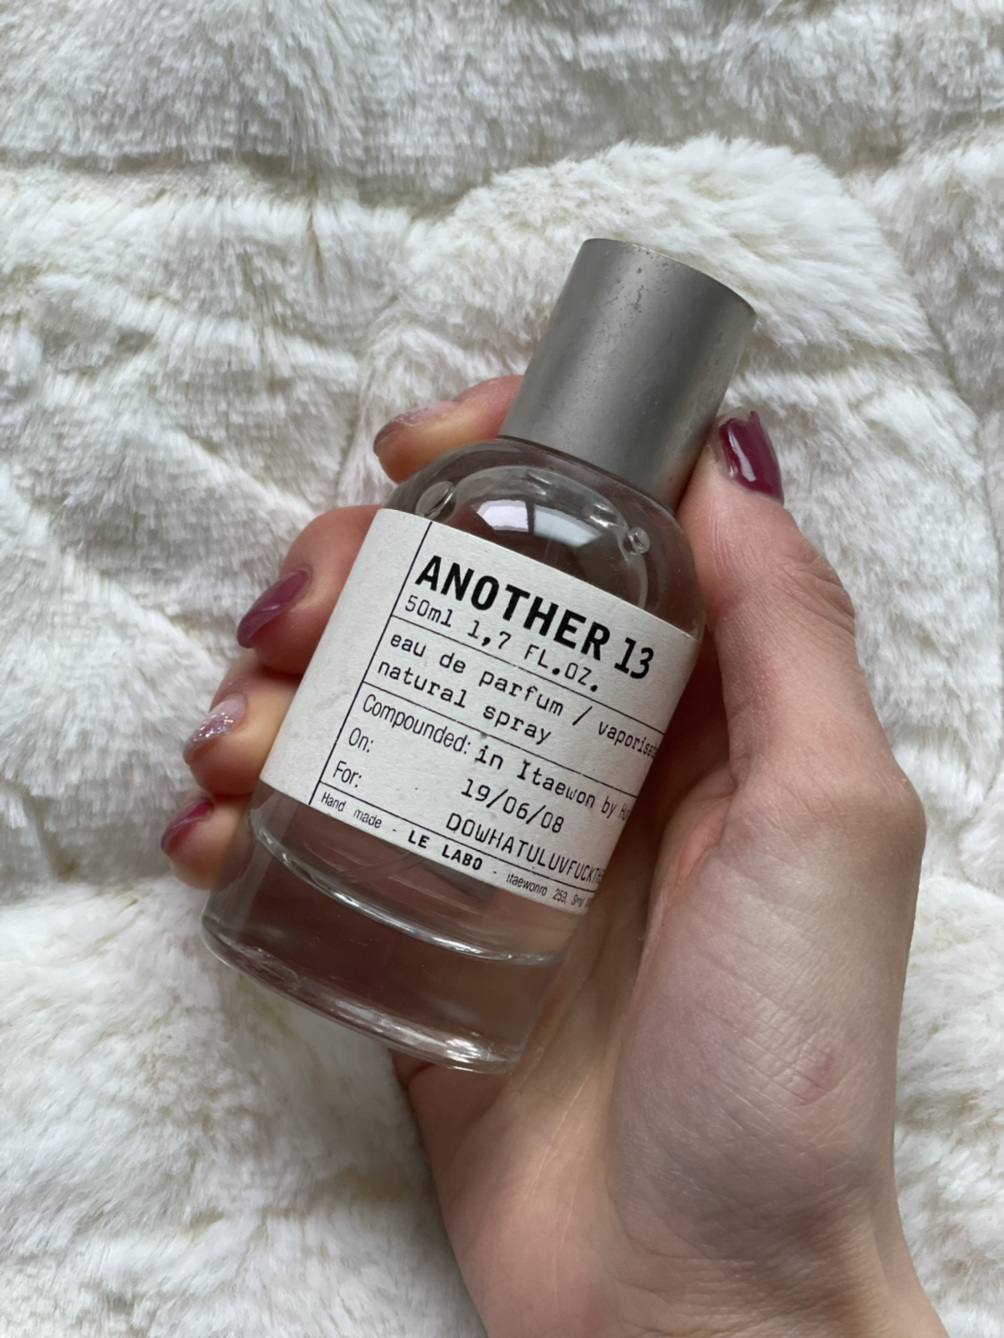 ANOTHER 13
50ml 1,7 FL.OZ.
eau de parfum / vaporisa
natural spray
Compounded: in Itaewon by
On: 19/06/08
For: DOWHATULUVFUCKT
Hand made - LE LABO - Itaewonro 259,